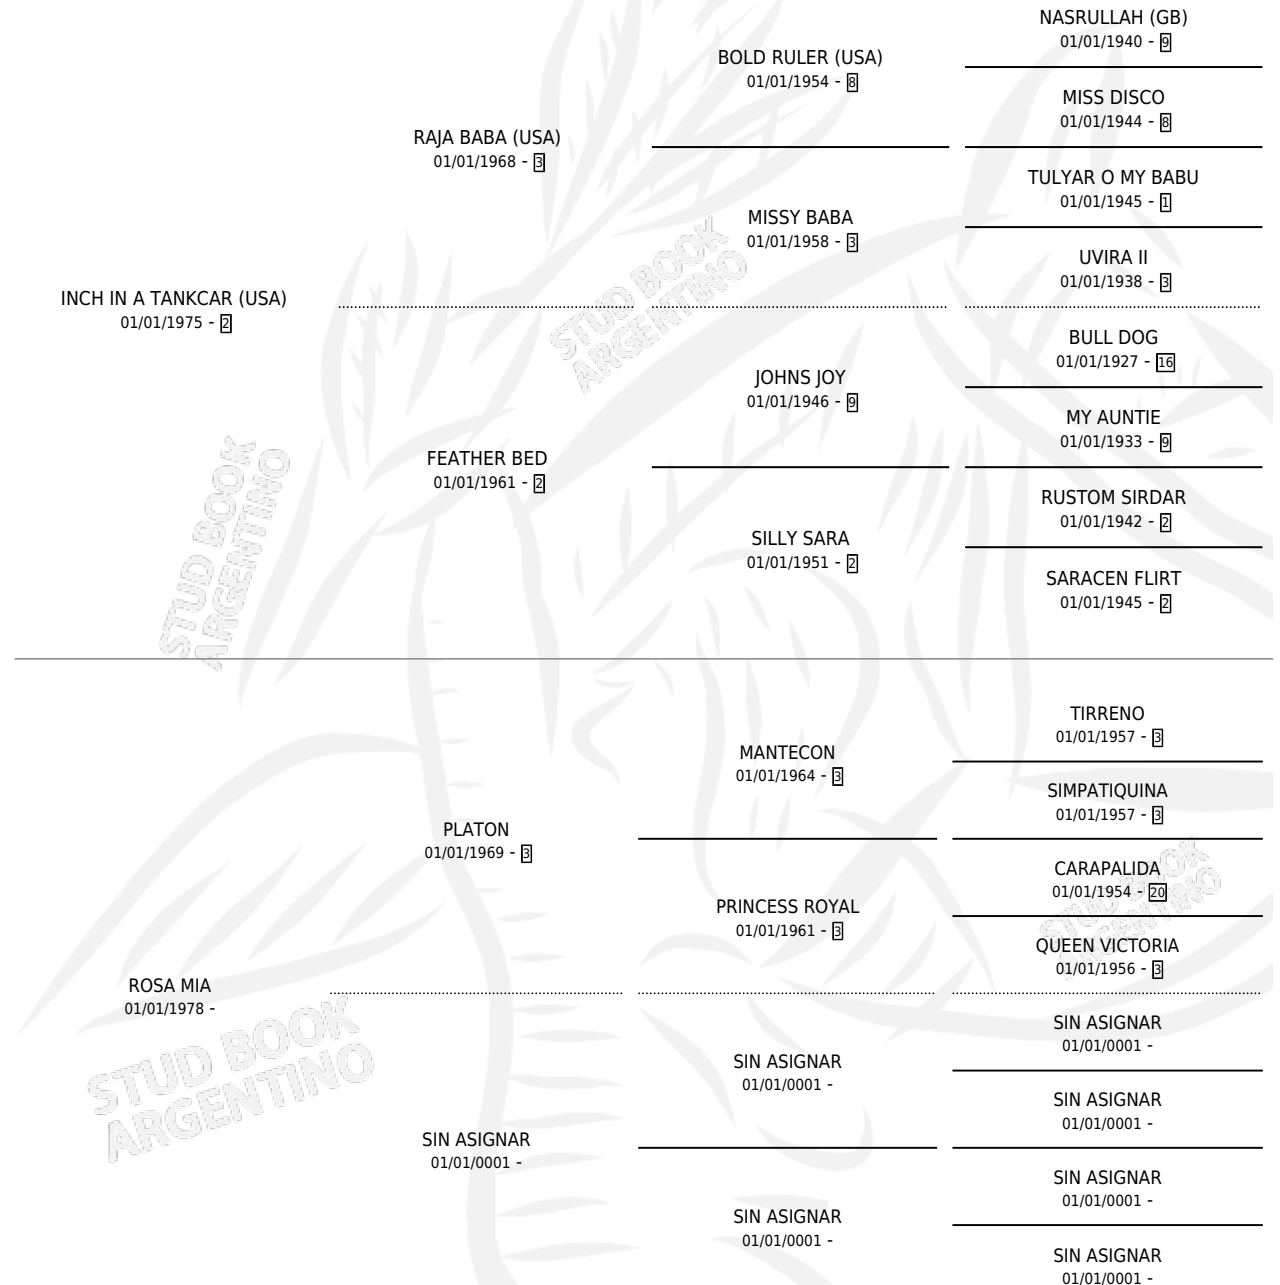 NASRULLAH (GB)
01/01/1940 - 9
BOLD RULER (USA)
01/01/1954 - 8
MISS DISCO
01/01/1944 - 8
RAJA BABA (USA)
01/01/1968 - 3
TULYAR O MY BABU
01/01/1945 - 1
MISSY BABA
01/01/1958 - 3
UVIRA II
01/01/1938 - 3
INCH IN A TANKCAR (USA)
01/01/1975 - 2
BULL DOG
01/01/1927 - 16
JOHNS JOY
01/01/1946 - 9
MY AUNTIE
01/01/1933 - 9
FEATHER BED
01/01/1961 - 2
RUSTOM SIRDAR
01/01/1942 - 2
SILLY SARA
01/01/1951 - 2
SARACEN FLIRT
01/01/1945 - 2
TIRRENO
01/01/1957 - 3
MANTECON
01/01/1964 - 3
SIMPATIQUINA
01/01/1957 - 3
PLATON
01/01/1969 - 3
CARAPALIDA
01/01/1954 - 20
PRINCESS ROYAL
01/01/1961 - 3
QUEEN VICTORIA
01/01/1956 - 3
ROSA MIA
01/01/1978 -
SIN ASIGNAR
01/01/0001 -
SIN ASIGNAR
01/01/0001 -
SIN ASIGNAR
01/01/0001 -
SIN ASIGNAR
01/01/0001 -
SIN ASIGNAR
01/01/0001 -
SIN ASIGNAR
01/01/0001 -
SIN ASIGNAR
01/01/0001 -
STUD BOOK
ARGENTINO
STUD BOOK
ARGENTINO
STUD BOOK
ARGENTINO
STUD BOOK
ARGENTINO